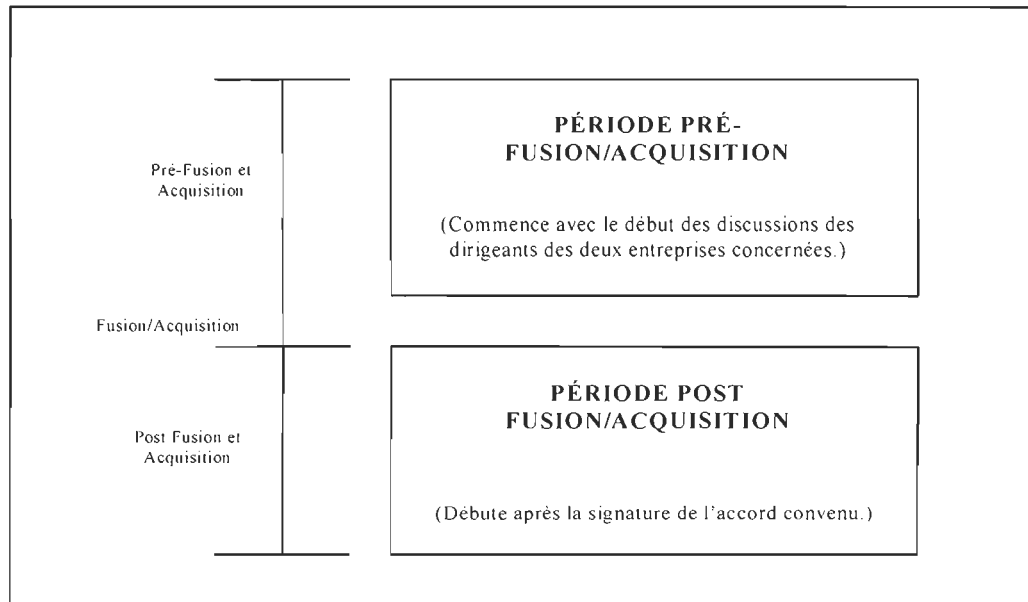 PÉRIODE PRÉ-
FUSION/ACQUISITION
Pré-Fusion et
Acquisition
(Commence avec le début des discussions des
dirigeants des deux entreprises concernées.)
Fusion/Acquisition
PÉRIODE POST
FUSION/ACQUISITION
Post Fusion et
Acquisition
(Débute après la signature de l'accord convenu.)